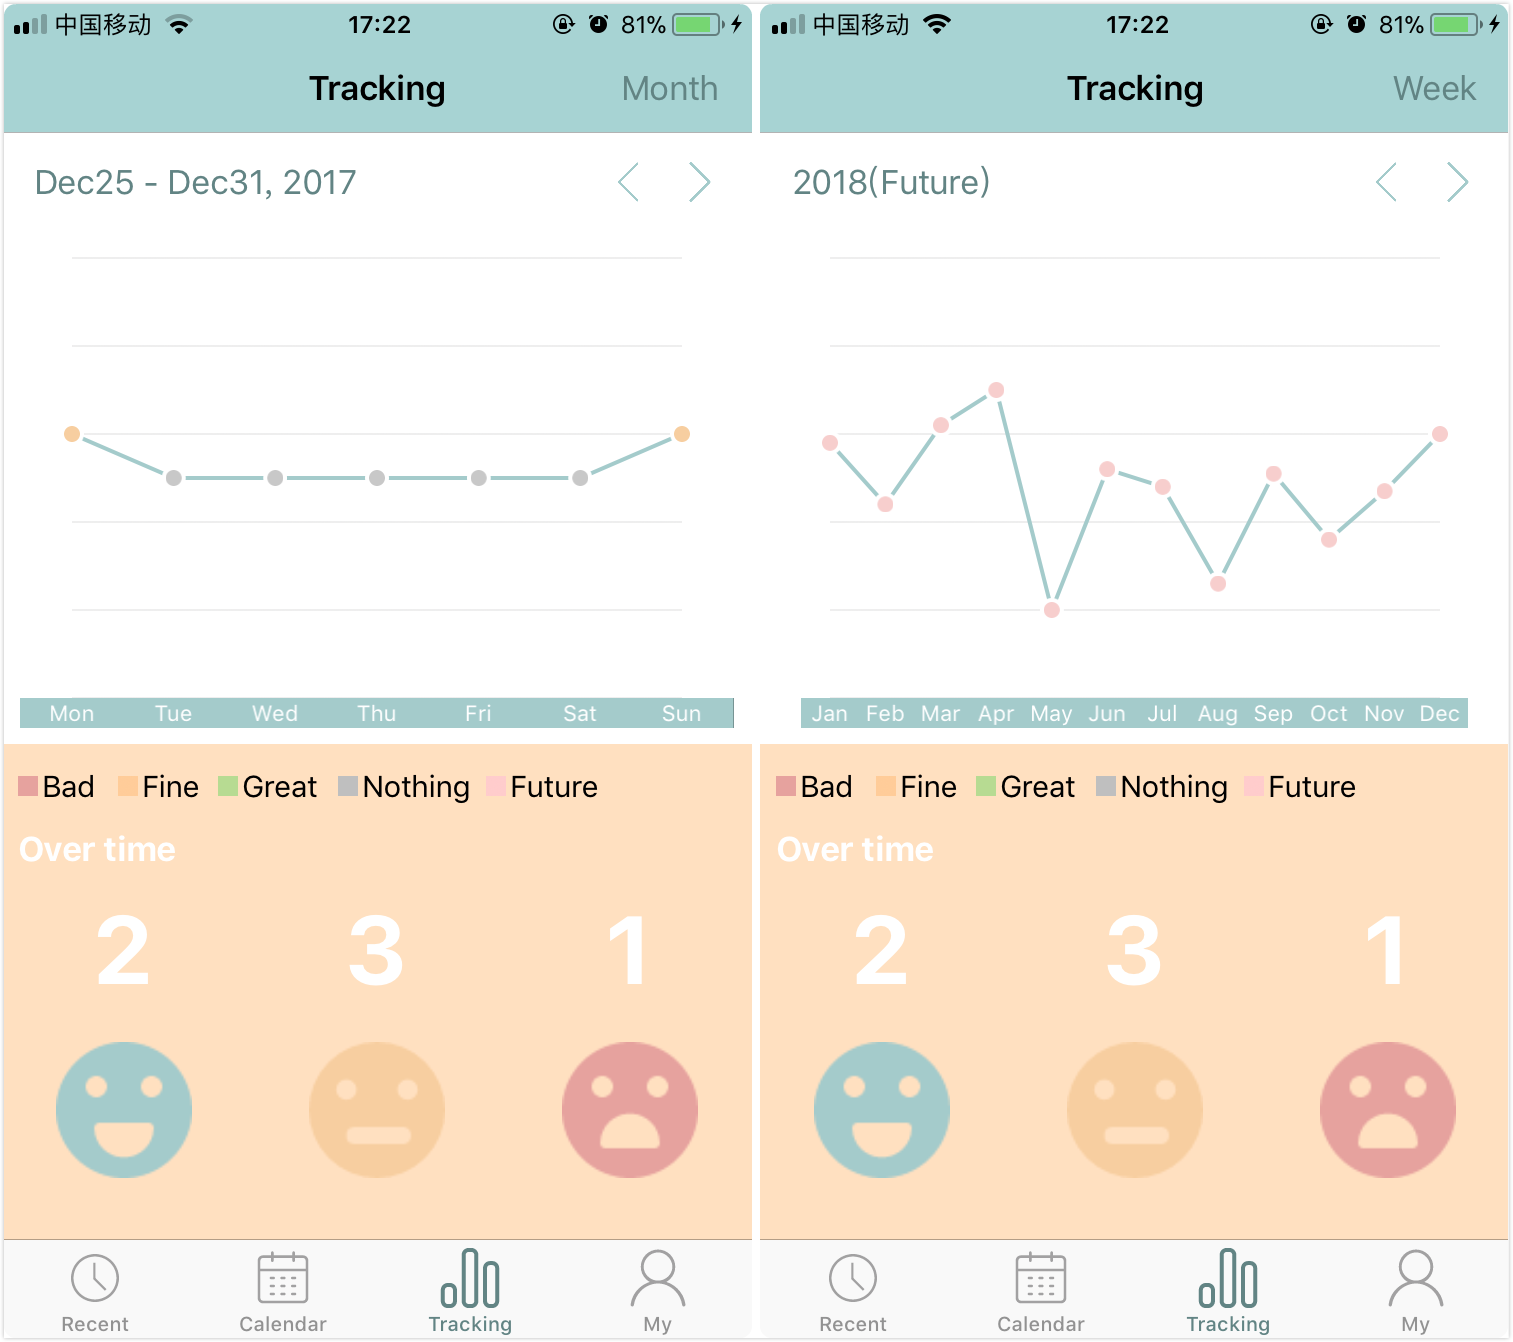 中国移动 17:22 81%
Tracking Month
Dec25 - Dec31, 2017
Mon Tue Wed Thu Fri Sat Sun
Bad Fine Great Nothing Future
Over time
2 3 1
Recent Calendar Tracking My
中国移动 17:22 81%
Tracking Week
2018(Future)
Jan Feb Mar Apr May Jun Jul Aug Sep Oct Nov Dec
Bad Fine Great Nothing Future
Over time
2 3 1
Recent Calendar Tracking My